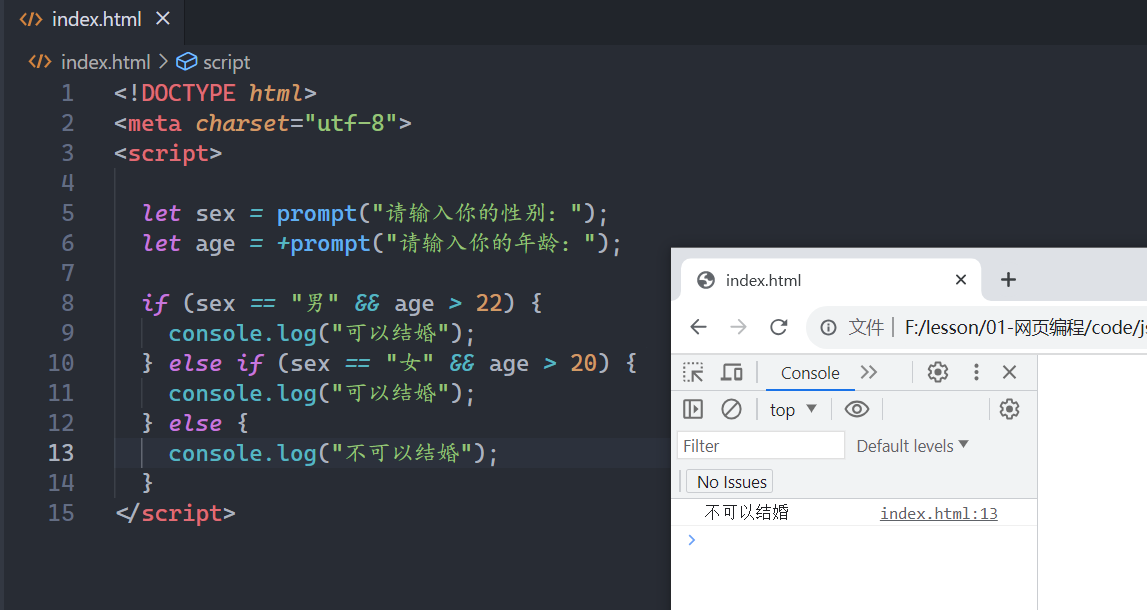 index.html
index.html > script
1 <!DOCTYPE html>
2 <meta charset="utf-8">
3 <script>
4
5 let sex = prompt("请输入你的性别：");
6 let age = +prompt("请输入你的年龄：");
7
8 if (sex == "男" && age > 22) {
9 console.log("可以结婚");
10 } else if (sex == "女" && age > 20) {
11 console.log("可以结婚");
12 } else {
13 console.log("不可以结婚");
14 }
15 </script>
index.html
文件 | F:/lesson/01-网页编程/code/js
Console
top
Filter Default levels
No Issues
不可以结婚 index.html:13